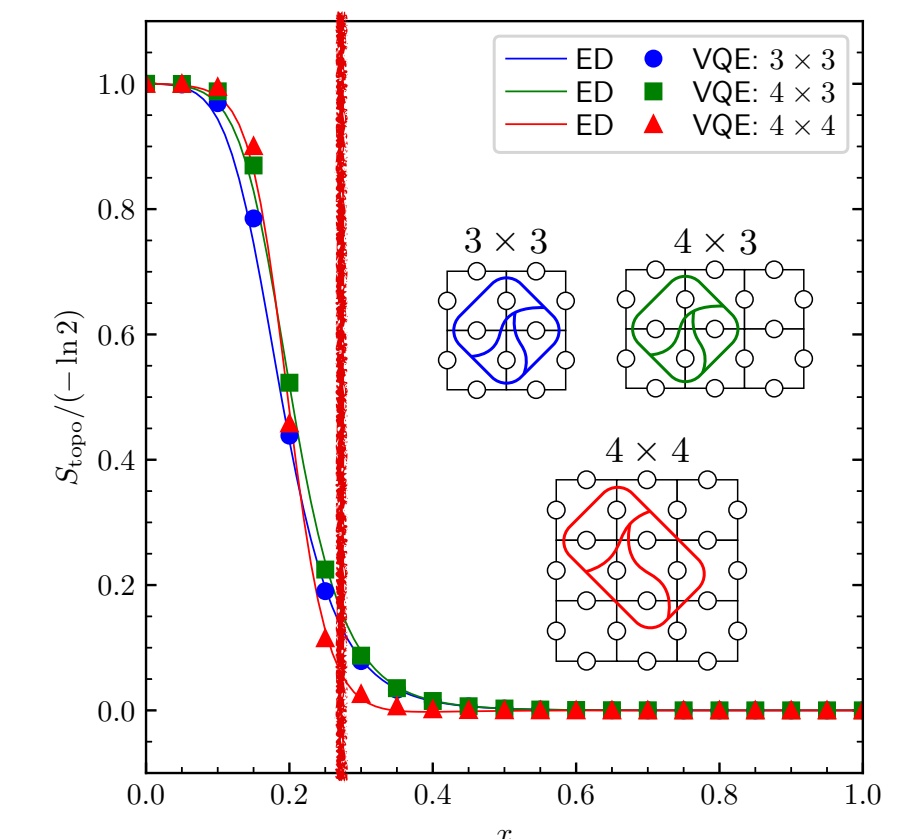 ED VQE: 3 × 3
ED VQE: 4 × 3
ED VQE: 4 × 4
3 × 3
4 × 3
4 × 4
S_topo/(− ln 2)
1.0
0.8
0.6
0.4
0.2
0.0
0.0 0.2 0.4 0.6 0.8 1.0
x